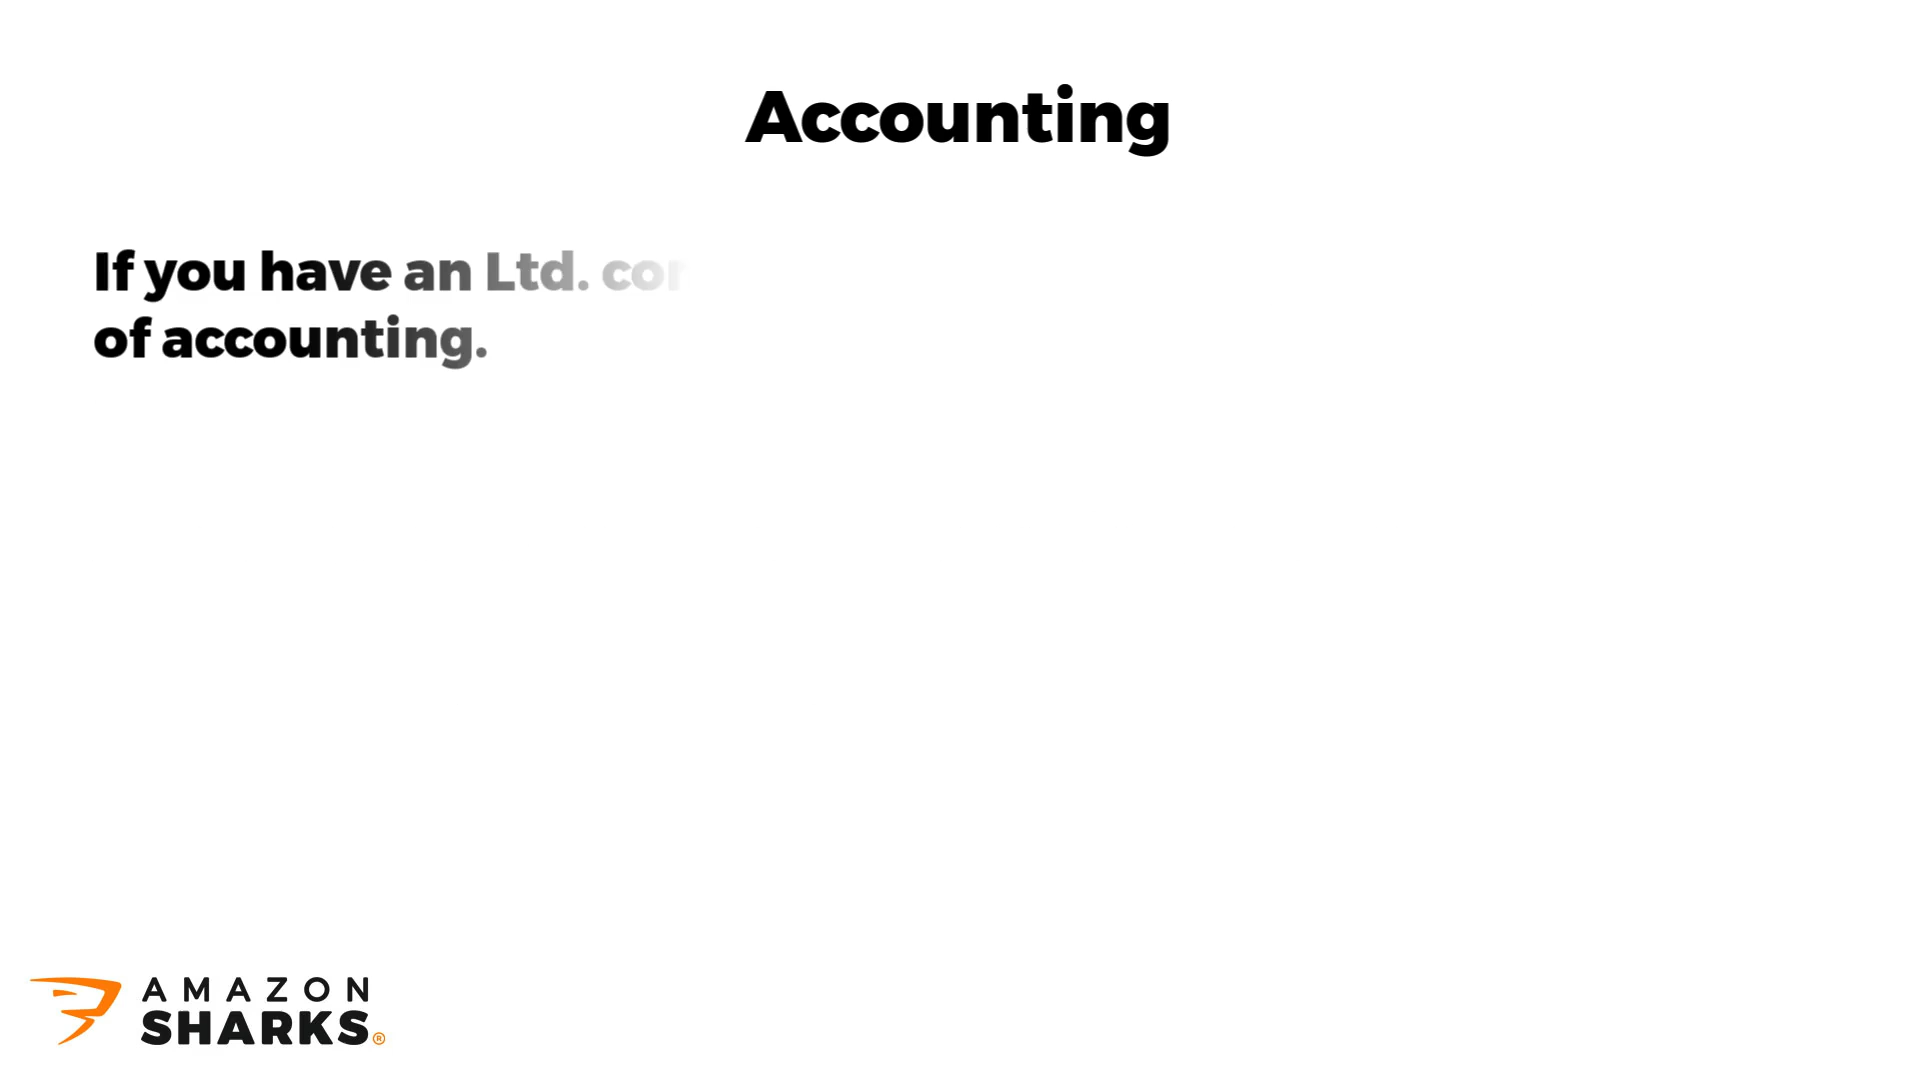 Accounting
If you have an Ltd.
of accounting.
AMAZON
SHARKS®